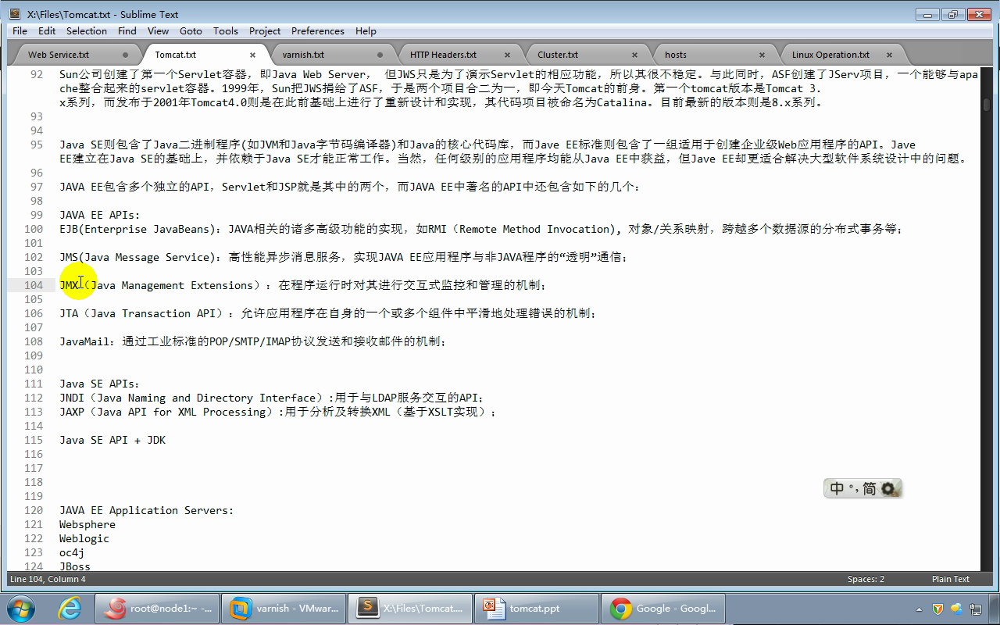 X:\Files\Tomcat.txt - Sublime Text
File Edit Selection Find View Goto Tools Project Preferences Help
Web Service.txt Tomcat.txt varnish.txt HTTP Headers.txt Cluster.txt hosts Linux Operation.txt
92 Sun公司创建了第一个Servlet容器，即Java Web Server， 但JWS只是为了演示Servlet的相应功能，所以其很不稳定。与此同时，ASF创建了JServ项目，一个能够与apa
che整合起来的servlet容器。1999年，Sun把JWS捐给了ASF，于是两个项目合二为一，即今天Tomcat的前身。第一个tomcat版本是Tomcat 3.
x系列，而发布于2001年Tomcat4.0则是在此前基础上进行了重新设计和实现，其代码项目被命名为Catalina。目前最新的版本则是8.x系列。
93
94
95 Java SE则包含了Java二进制程序(如JVM和Java字节码编译器)和Java的核心代码库，而Jave EE标准则包含了一组适用于创建企业级Web应用程序的API。Jave
EE建立在Java SE的基础上，并依赖于Java SE才能正常工作。当然，任何级别的应用程序均能从Java EE中获益，但Jave EE却更适合解决大型软件系统设计中的问题。
96
97 JAVA EE包含多个独立的API，Servlet和JSP就是其中的两个，而JAVA EE中著名的API中还包含如下的几个：
98
99 JAVA EE APIs:
100 EJB(Enterprise JavaBeans)：JAVA相关的诸多高级功能的实现，如RMI（Remote Method Invocation), 对象/关系映射，跨越多个数据源的分布式事务等；
101
102 JMS(Java Message Service)：高性能异步消息服务，实现JAVA EE应用程序与非JAVA程序的“透明”通信；
103
104 JMX（Java Management Extensions）：在程序运行时对其进行交互式监控和管理的机制；
105
106 JTA（Java Transaction API）：允许应用程序在自身的一个或多个组件中平滑地处理错误的机制；
107
108 JavaMail：通过工业标准的POP/SMTP/IMAP协议发送和接收邮件的机制；
109
110
111 Java SE APIs：
112 JNDI（Java Naming and Directory Interface）:用于与LDAP服务交互的API；
113 JAXP（Java API for XML Processing）:用于分析及转换XML（基于XSLT实现）；
114
115 Java SE API + JDK
116
117
118
中 °, 简
119
120 JAVA EE Application Servers:
121 Websphere
122 Weblogic
123 oc4j
124 JBoss
Line 104, Column 4 Spaces: 2 Plain Text
root@node1:~ -... varnish - VMwar... X:\Files\Tomcat.... tomcat.ppt Google - Googl...